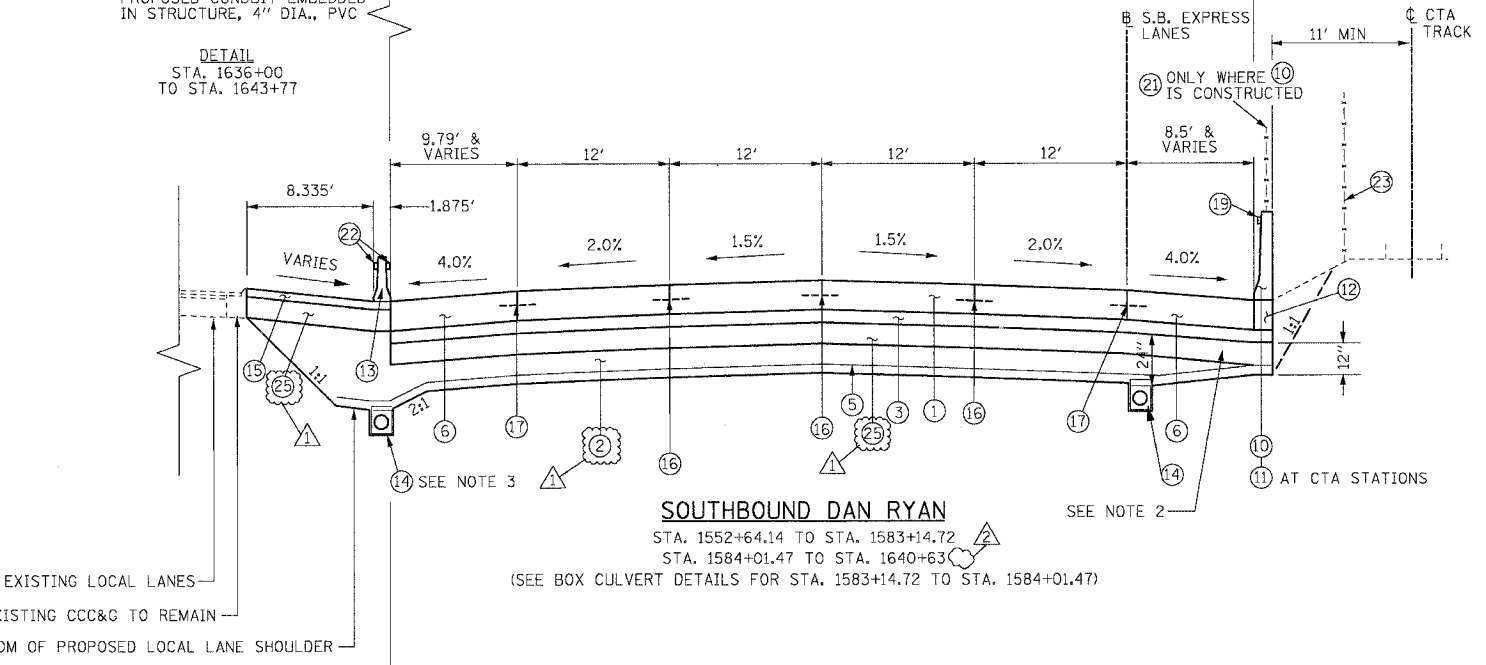 IN STRUCTURE, 4" DIA., PVC
DETAIL
STA. 1636+00
TO STA. 1643+77
℄ CTA
TRACK
B S.B. EXPRESS
LANES
11' MIN
21 ONLY WHERE 10
IS CONSTRUCTED
9.79' &
VARIES
12'
12'
12'
12'
8.5' &
VARIES
8.335'
1.875'
23
19
22
VARIES
4.0%
2.0%
1.5%
1.5%
2.0%
4.0%
12
1:1
24"
12"
15
25
13
1:1
2:1
1
6
17
2
1
16
16
5
25
1
3
1
16
17
6
14
10
11 AT CTA STATIONS
14 SEE NOTE 3
SEE NOTE 2
SOUTHBOUND DAN RYAN
STA. 1552+64.14 TO STA. 1583+14.72
2
STA. 1584+01.47 TO STA. 1640+63
(SEE BOX CULVERT DETAILS FOR STA. 1583+14.72 TO STA. 1584+01.47)
EXISTING LOCAL LANES
XISTING CCC&G TO REMAIN
OM OF PROPOSED LOCAL LANE SHOULDER